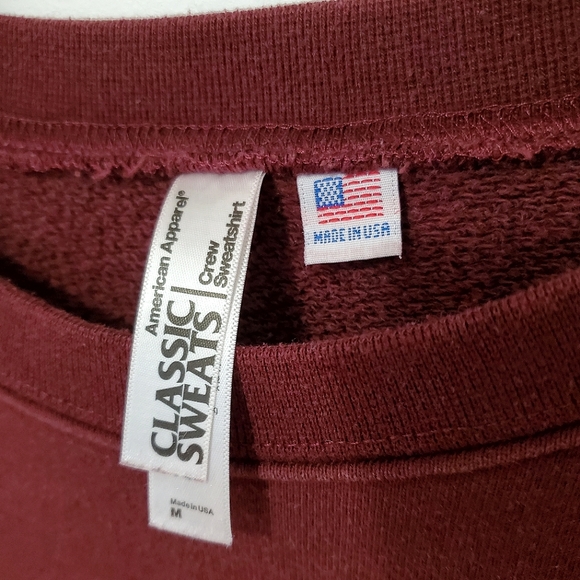 American Apparel®
CLASSIC
SWEATS
Crew
Sweatshirt
Made in USA
M
MADE IN USA